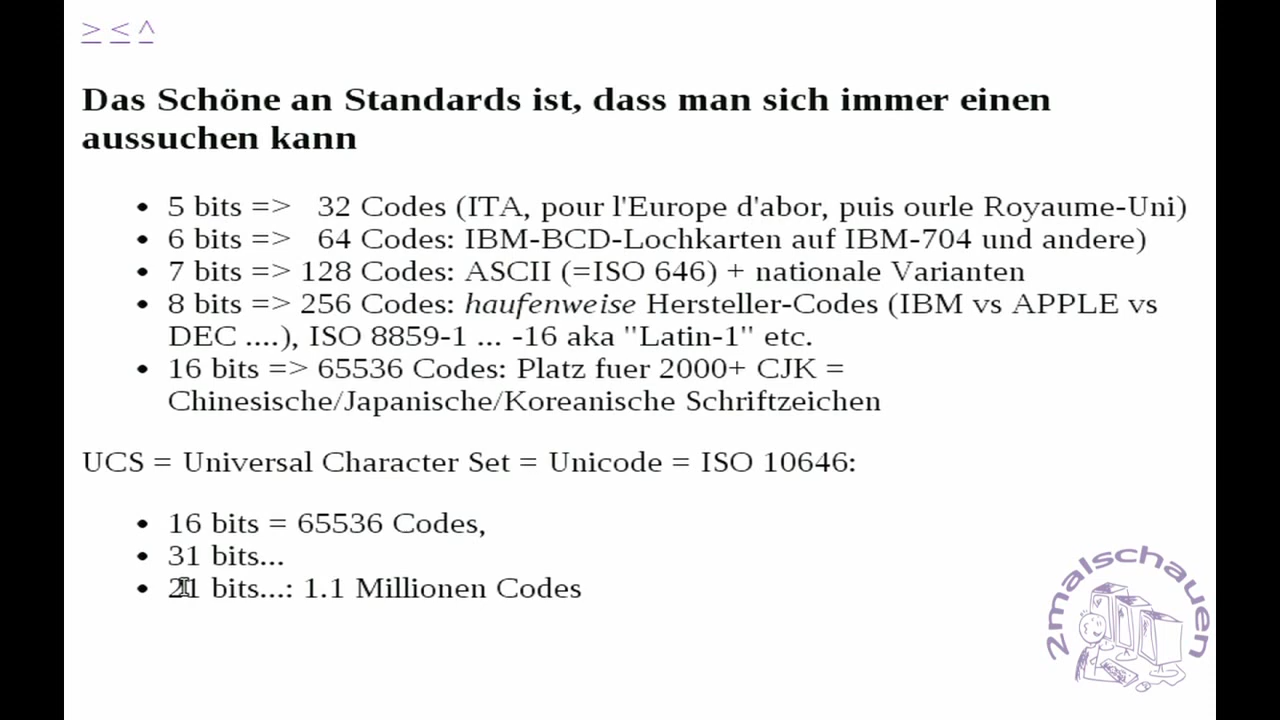 > < ^
Das Schöne an Standards ist, dass man sich immer einen
aussuchen kann
• 5 bits => 32 Codes (ITA, pour l'Europe d'abor, puis ourle Royaume-Uni)
• 6 bits => 64 Codes: IBM-BCD-Lochkarten auf IBM-704 und andere)
• 7 bits => 128 Codes: ASCII (=ISO 646) + nationale Varianten
• 8 bits => 256 Codes: haufenweise Hersteller-Codes (IBM vs APPLE vs
DEC ....), ISO 8859-1 ... -16 aka "Latin-1" etc.
• 16 bits => 65536 Codes: Platz fuer 2000+ CJK =
Chinesische/Japanische/Koreanische Schriftzeichen
UCS = Universal Character Set = Unicode = ISO 10646:
• 16 bits = 65536 Codes,
• 31 bits...
• 21 bits...: 1.1 Millionen Codes
2malschauen